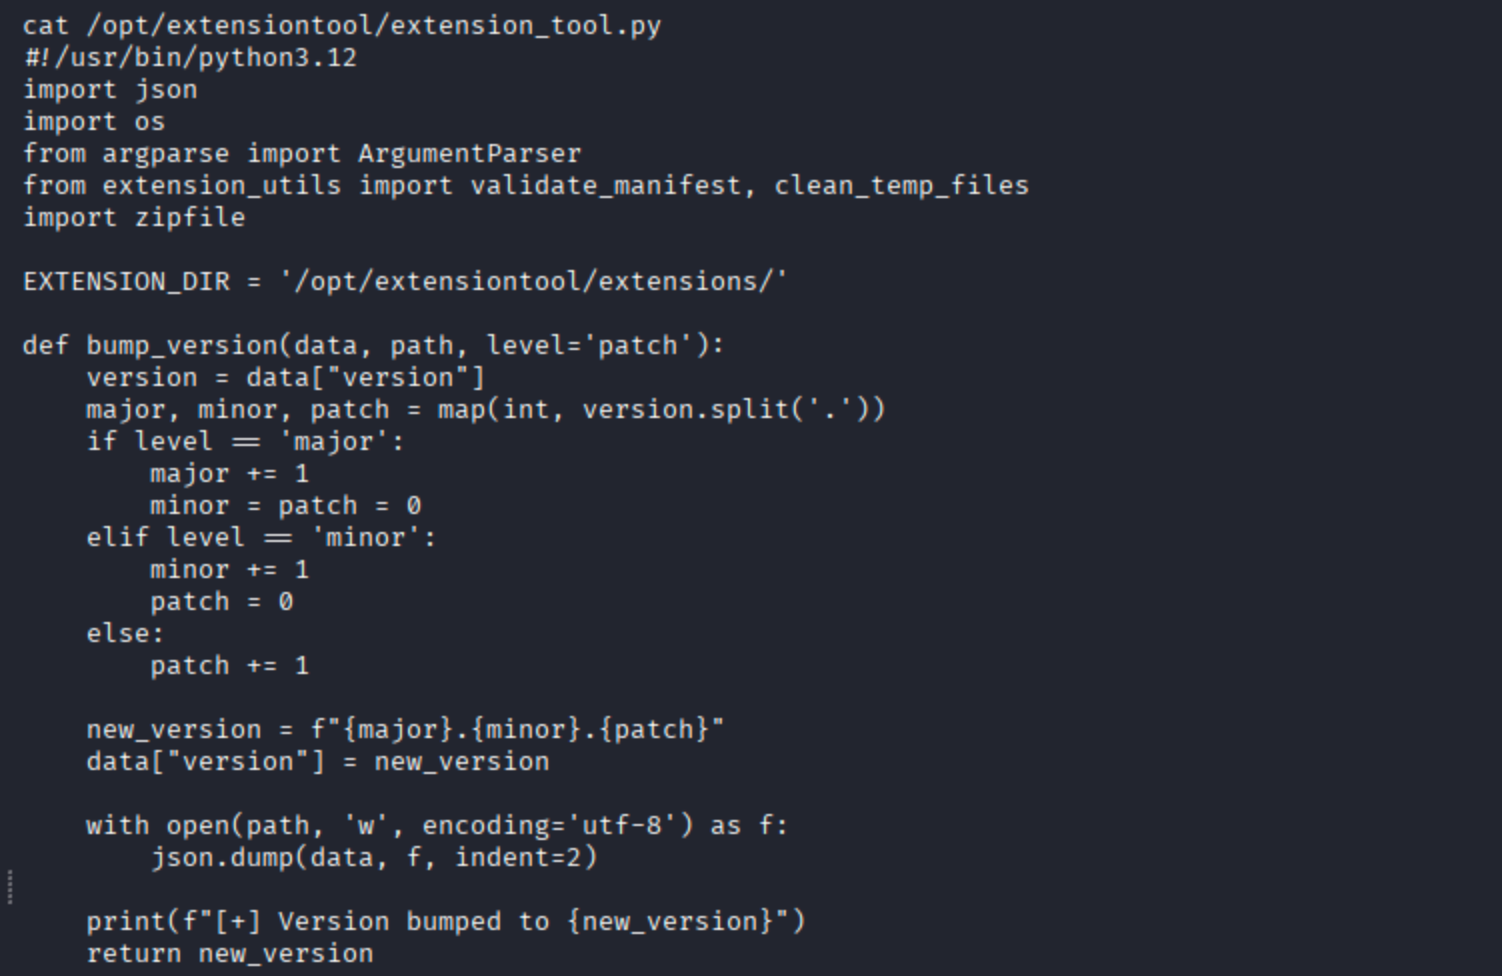 cat /opt/extensiontool/extension_tool.py
#!/usr/bin/python3.12
import json
import os
from argparse import ArgumentParser
from extension_utils import validate_manifest, clean_temp_files
import zipfile

EXTENSION_DIR = '/opt/extensiontool/extensions/'

def bump_version(data, path, level='patch'):
    version = data["version"]
    major, minor, patch = map(int, version.split('.'))
    if level == 'major':
        major += 1
        minor = patch = 0
    elif level == 'minor':
        minor += 1
        patch = 0
    else:
        patch += 1

    new_version = f"{major}.{minor}.{patch}"
    data["version"] = new_version

    with open(path, 'w', encoding='utf-8') as f:
        json.dump(data, f, indent=2)

    print(f"[+] Version bumped to {new_version}")
    return new_version